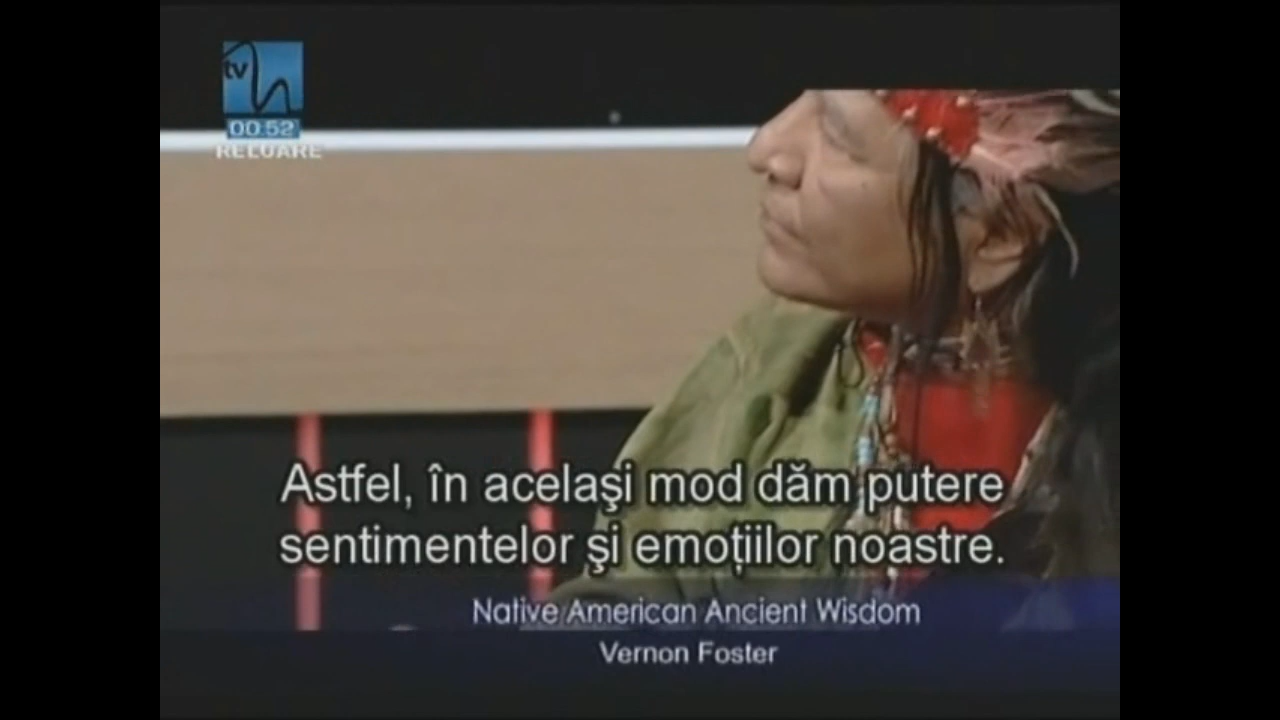 tv
00:52
RELUARE
Astfel, în acelaşi mod dăm putere
sentimentelor şi emoţiilor noastre.
Native American Ancient Wisdom
Vernon Foster